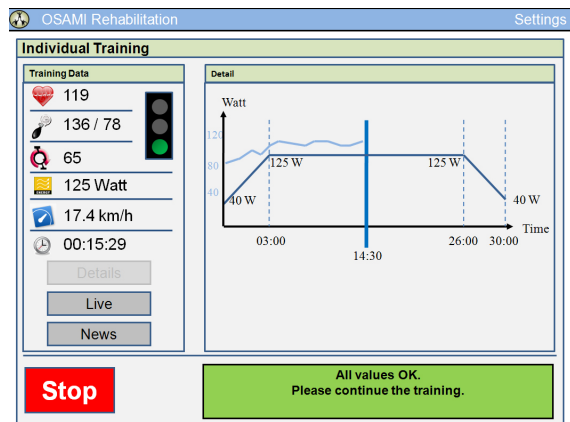 OSAMI Rehabilitation
Settings
Individual Training
Training Data
119
136 / 78
65
ENERGY
125 Watt
17.4 km/h
00:15:29
Details
Live
News
Detail
Watt
120
80
40
125 W
125 W
40 W
40 W
Time
03:00
14:30
26:00
30:00
Stop
All values OK.
Please continue the training.